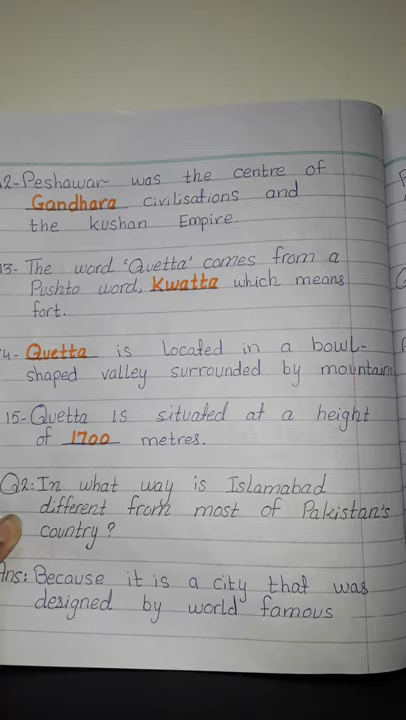 12- Peshawar was the centre of
Gandhara civilisations and
the kushan Empire.
13- The word 'Quetta' comes from a
Pushto word, Kwatta which means
fort.
14- Quetta is located in a bowl-
shaped valley surrounded by mountain
15- Quetta is situated at a height
of 1700 metres.
Q2: In what way is Islamabad
different from most of Pakistan's
country?
Ans: Because it is a city that was
designed by world famous